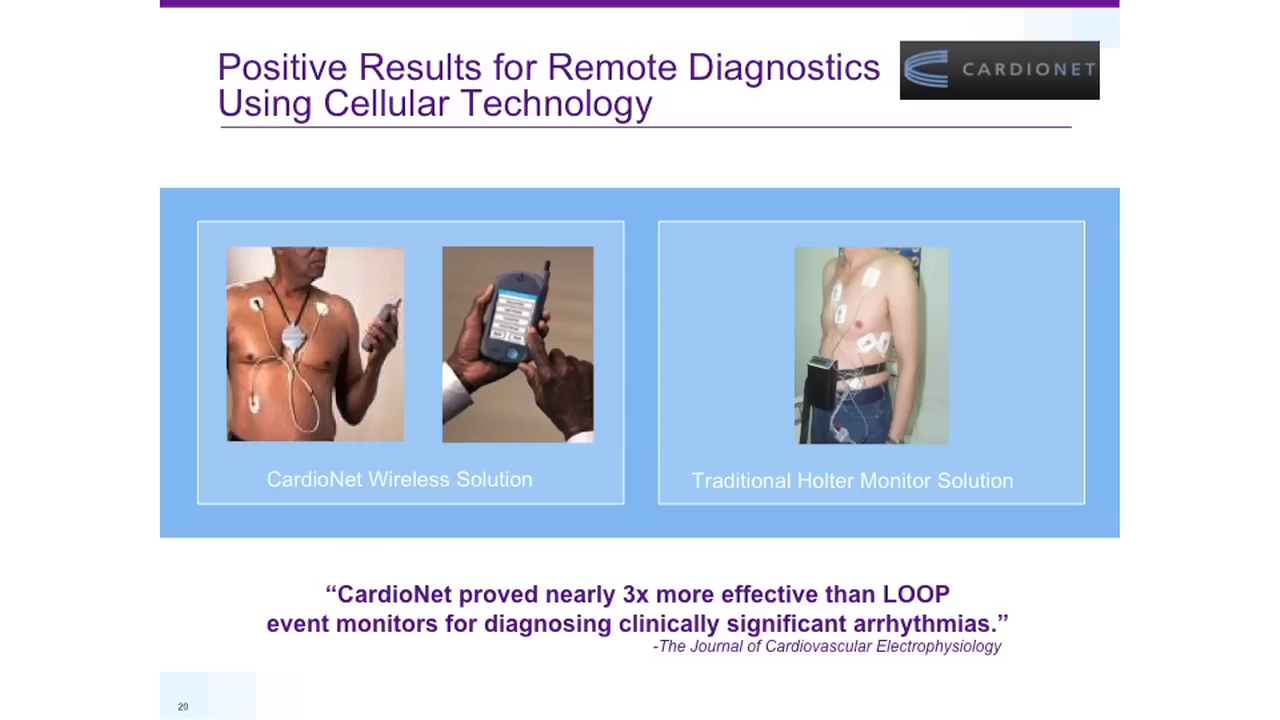 Positive Results for Remote Diagnostics
Using Cellular Technology
CARDIONET
CardioNet Wireless Solution
Traditional Holter Monitor Solution
“CardioNet proved nearly 3x more effective than LOOP
event monitors for diagnosing clinically significant arrhythmias.”
-The Journal of Cardiovascular Electrophysiology
20